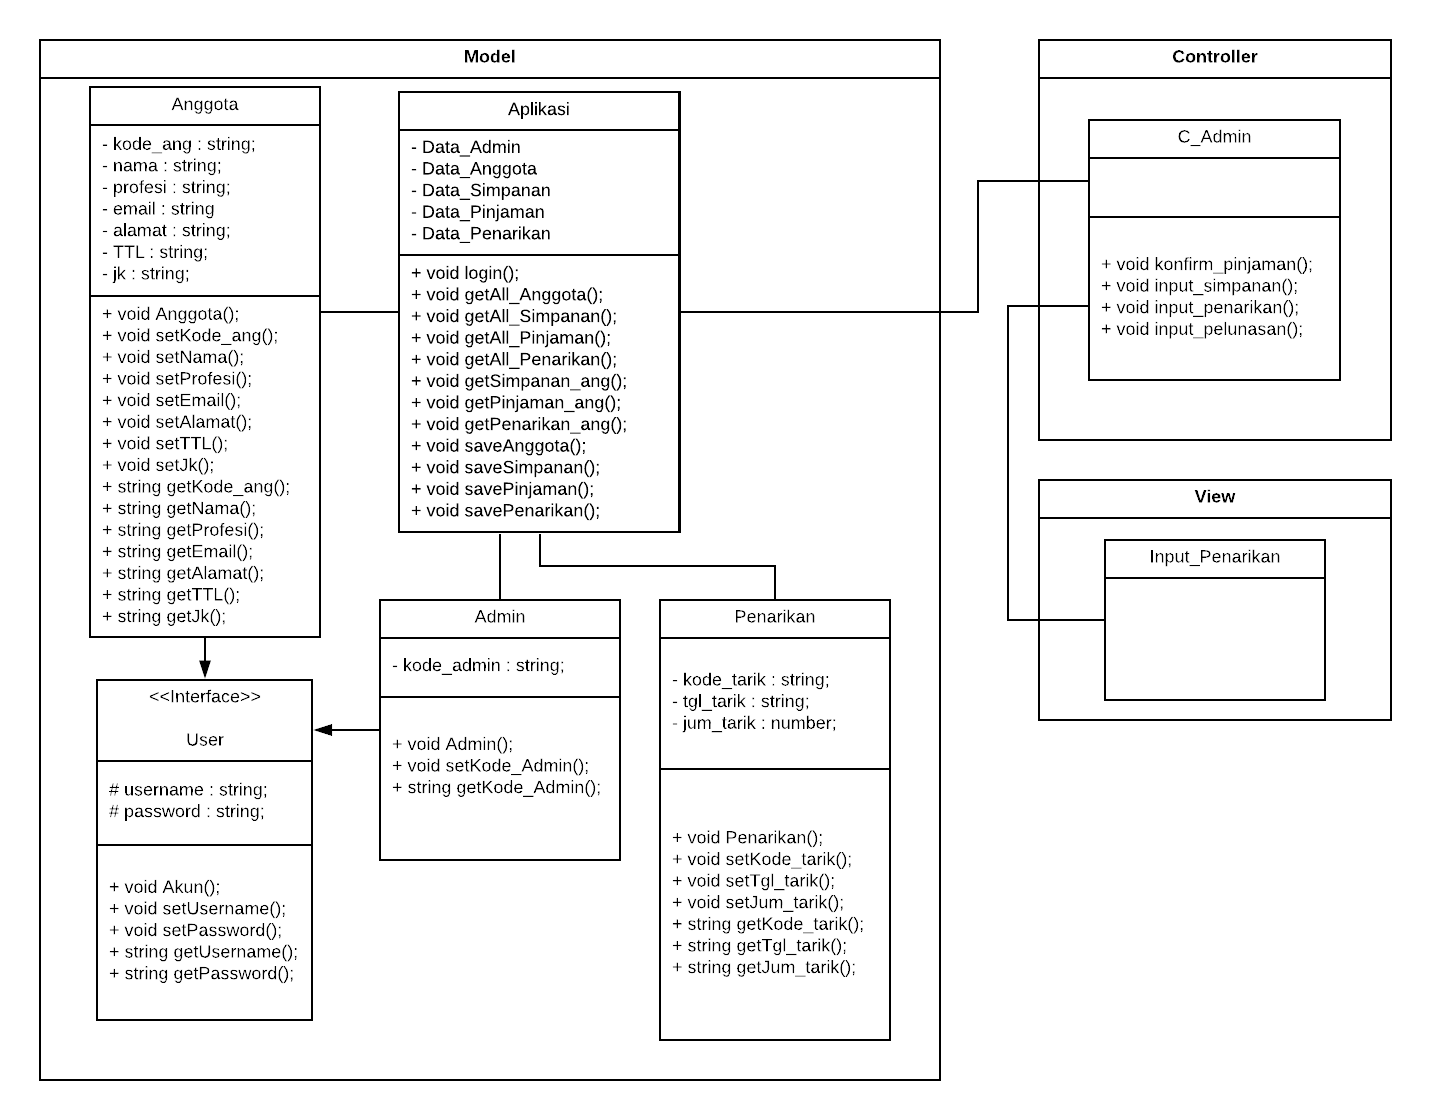 Model
Anggota
- kode_ang : string;
- nama : string;
- profesi : string;
- email : string
- alamat : string;
- TTL : string;
- jk : string;
+ void Anggota();
+ void setKode_ang();
+ void setNama();
+ void setProfesi();
+ void setEmail();
+ void setAlamat();
+ void setTTL();
+ void setJk();
+ string getKode_ang();
+ string getNama();
+ string getProfesi();
+ string getEmail();
+ string getAlamat();
+ string getTTL();
+ string getJk();
Aplikasi
- Data_Admin
- Data_Anggota
- Data_Simpanan
- Data_Pinjaman
- Data_Penarikan
+ void login();
+ void getAll_Anggota();
+ void getAll_Simpanan();
+ void getAll_Pinjaman();
+ void getAll_Penarikan();
+ void getSimpanan_ang();
+ void getPinjaman_ang();
+ void getPenarikan_ang();
+ void saveAnggota();
+ void saveSimpanan();
+ void savePinjaman();
+ void savePenarikan();
<<Interface>>
User
# username : string;
# password : string;
+ void Akun();
+ void setUsername();
+ void setPassword();
+ string getUsername();
+ string getPassword();
Admin
- kode_admin : string;
+ void Admin();
+ void setKode_Admin();
+ string getKode_Admin();
Penarikan
- kode_tarik : string;
- tgl_tarik : string;
- jum_tarik : number;
+ void Penarikan();
+ void setKode_tarik();
+ void setTgl_tarik();
+ void setJum_tarik();
+ string getKode_tarik();
+ string getTgl_tarik();
+ string getJum_tarik();
Controller
C_Admin
+ void konfirm_pinjaman();
+ void input_simpanan();
+ void input_penarikan();
+ void input_pelunasan();
View
Input_Penarikan